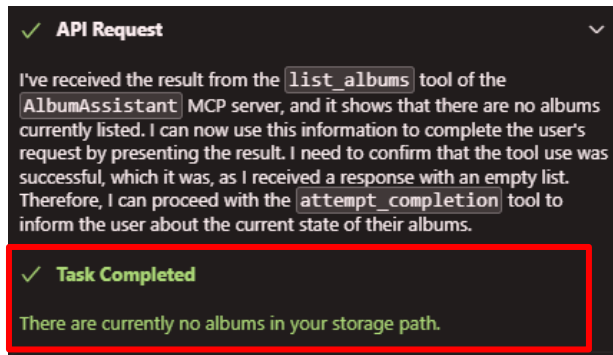 API Request
I've received the result from the list_albums tool of the
AlbumAssistant MCP server, and it shows that there are no albums
currently listed. I can now use this information to complete the user's
request by presenting the result. I need to confirm that the tool use was
successful, which it was, as I received a response with an empty list.
Therefore, I can proceed with the attempt_completion tool to
inform the user about the current state of their albums.
Task Completed
There are currently no albums in your storage path.